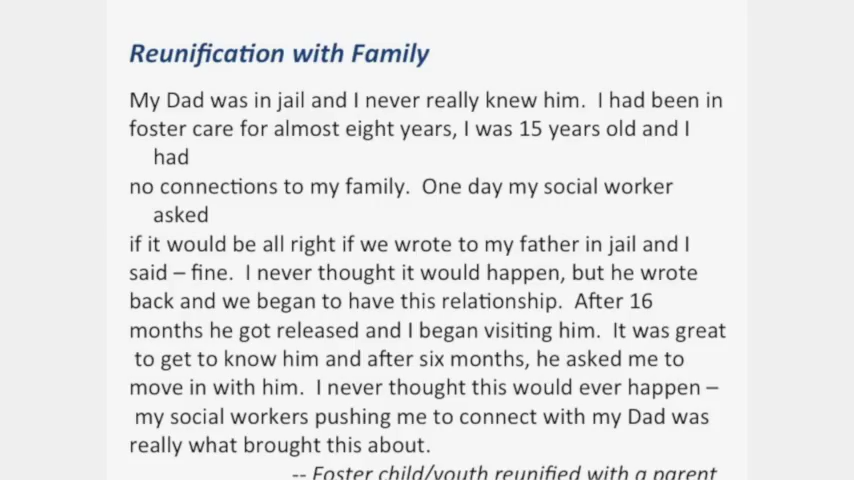 Reunification with Family
My Dad was in jail and I never really knew him. I had been in
foster care for almost eight years, I was 15 years old and I
had
no connections to my family. One day my social worker
asked
if it would be all right if we wrote to my father in jail and I
said – fine. I never thought it would happen, but he wrote
back and we began to have this relationship. After 16
months he got released and I began visiting him. It was great
to get to know him and after six months, he asked me to
move in with him. I never thought this would ever happen –
my social workers pushing me to connect with my Dad was
really what brought this about.
-- Foster child/youth reunified with a parent